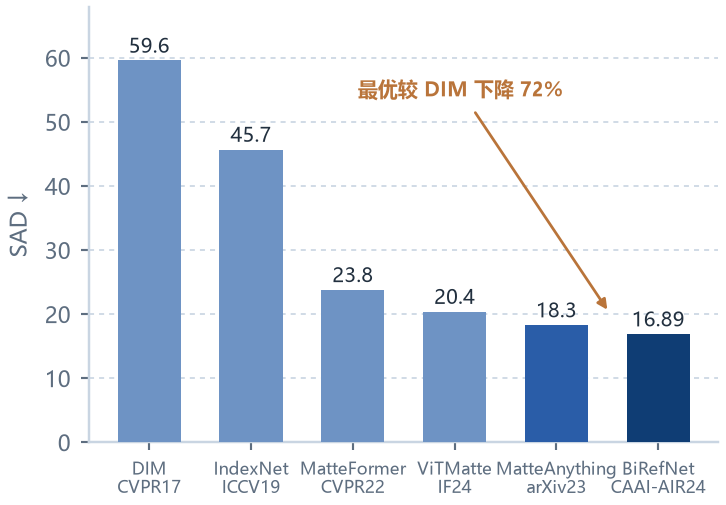 SAD ↓
60
50
40
30
20
10
0
59.6
45.7
23.8
20.4
18.3
16.89
最优较 DIM 下降 72%
DIM
CVPR17
IndexNet
ICCV19
MatteFormer
CVPR22
ViTMatte
IF24
MatteAnything
arXiv23
BiRefNet
CAAI-AIR24